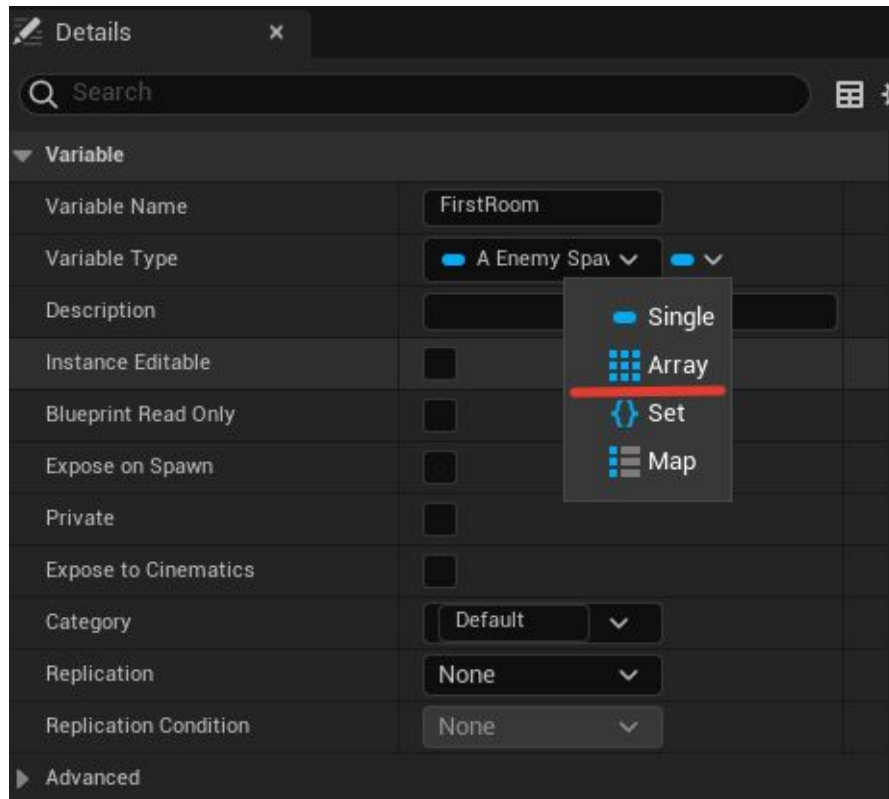 Details
Search
Variable
Variable Name FirstRoom
Variable Type A Enemy Spav
Description Single
Instance Editable Array
Blueprint Read Only Set
Expose on Spawn Map
Private
Expose to Cinematics
Category Default
Replication None
Replication Condition None
Advanced